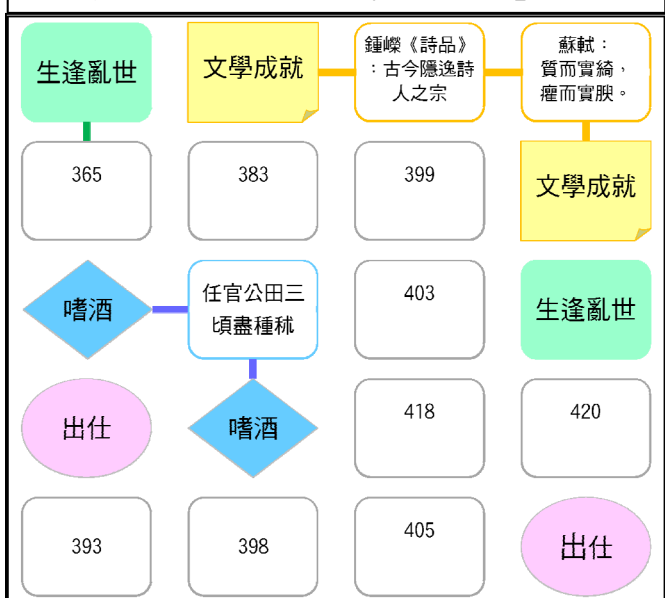 生逢亂世
文學成就
鍾嶸《詩品》
：古今隱逸詩
人之宗
蘇軾：
質而實綺，
癯而實腴。
365
383
399
文學成就
嗜酒
任官公田三
頃盡種秫
403
生逢亂世
出仕
嗜酒
418
420
393
398
405
出仕